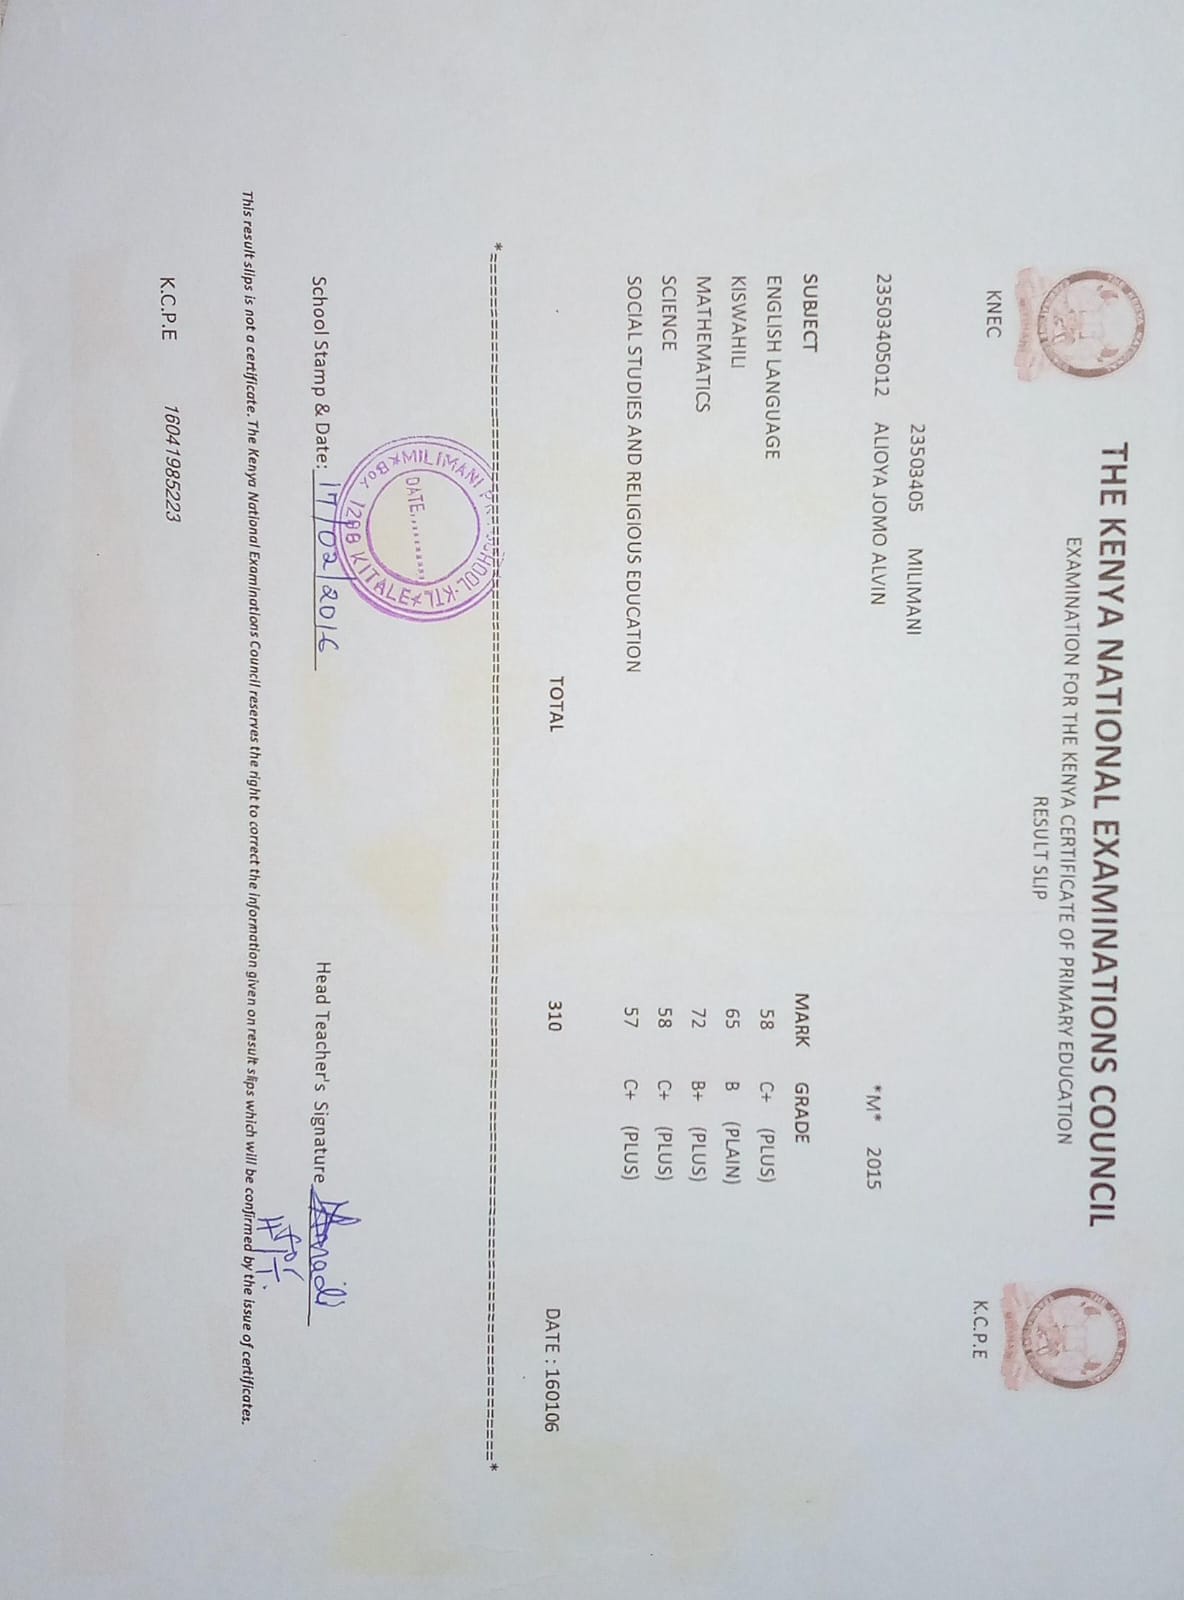 THE KENYA NATIONAL EXAMINATIONS COUNCIL
EXAMINATION FOR THE KENYA CERTIFICATE OF PRIMARY EDUCATION
RESULT SLIP
KNEC K.C.P.E
23503405 MILIMANI
23503405012 ALIOYA JOMO ALVIN *M* 2015
SUBJECT MARK GRADE
ENGLISH LANGUAGE 58 C+ (PLUS)
KISWAHILI 65 B (PLAIN)
MATHEMATICS 72 B+ (PLUS)
SCIENCE 58 C+ (PLUS)
SOCIAL STUDIES AND RELIGIOUS EDUCATION 57 C+ (PLUS)
TOTAL 310 DATE : 160106
MILIMANI SCHOOL - KTL
DATE..........
BOX 1298 KITALE
School Stamp & Date: 17/02/2016 Head Teacher's Signature
for
H/T.
This result slips is not a certificate. The Kenya National Examinations Council reserves the right to correct the information given on result slips which will be confirmed by the issue of certificates.
K.C.P.E 16041985223